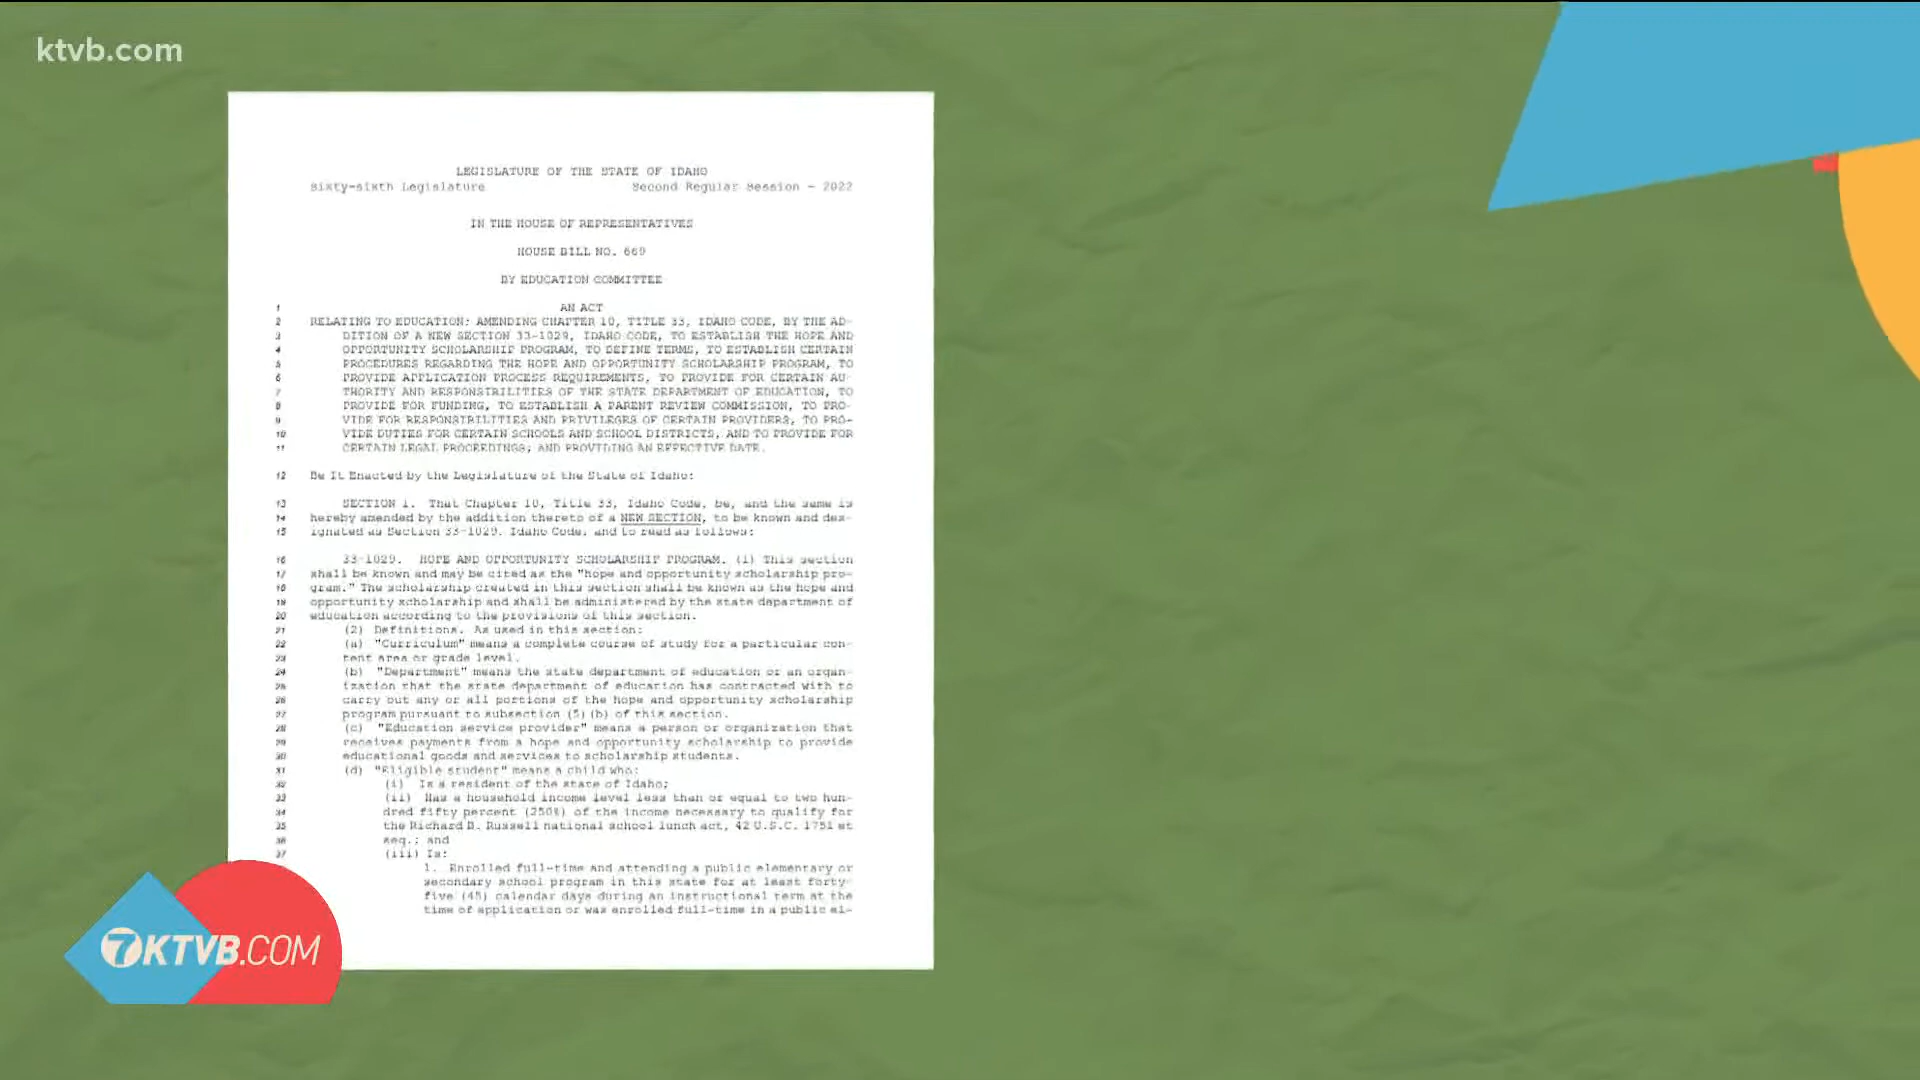 ktvb.com
LEGISLATURE OF THE STATE OF IDAHO
Sixty-sixth Legislature Second Regular Session - 2022
IN THE HOUSE OF REPRESENTATIVES
HOUSE BILL NO. 669
BY EDUCATION COMMITTEE
1 AN ACT
2 RELATING TO EDUCATION; AMENDING CHAPTER 10, TITLE 33, IDAHO CODE, BY THE AD-
3 DITION OF A NEW SECTION 33-1029, IDAHO CODE, TO ESTABLISH THE HOPE AND
4 OPPORTUNITY SCHOLARSHIP PROGRAM, TO DEFINE TERMS, TO ESTABLISH CERTAIN
5 PROCEDURES REGARDING THE HOPE AND OPPORTUNITY SCHOLARSHIP PROGRAM, TO
6 PROVIDE APPLICATION PROCESS REQUIREMENTS, TO PROVIDE FOR CERTAIN AU-
7 THORITY AND RESPONSIBILITIES OF THE STATE DEPARTMENT OF EDUCATION, TO
8 PROVIDE FOR FUNDING, TO ESTABLISH A PARENT REVIEW COMMISSION, TO PRO-
9 VIDE FOR RESPONSIBILITIES AND PRIVILEGES OF CERTAIN PROVIDERS, TO PRO-
10 VIDE DUTIES FOR CERTAIN SCHOOLS AND SCHOOL DISTRICTS, AND TO PROVIDE FOR
11 CERTAIN LEGAL PROCEEDINGS; AND PROVIDING AN EFFECTIVE DATE.
12 Be It Enacted by the Legislature of the State of Idaho:
13 SECTION 1. That Chapter 10, Title 33, Idaho Code, be, and the same is
14 hereby amended by the addition thereto of a NEW SECTION, to be known and des-
15 ignated as Section 33-1029, Idaho Code, and to read as follows:
16 33-1029. HOPE AND OPPORTUNITY SCHOLARSHIP PROGRAM. (1) This section
17 shall be known and may be cited as the "hope and opportunity scholarship pro-
18 gram." The scholarship created in this section shall be known as the hope and
19 opportunity scholarship and shall be administered by the state department of
20 education according to the provisions of this section.
21 (2) Definitions. As used in this section:
22 (a) "Curriculum" means a complete course of study for a particular con-
23 tent area or grade level.
24 (b) "Department" means the state department of education or an organ-
25 ization that the state department of education has contracted with to
26 carry out any or all portions of the hope and opportunity scholarship
27 program pursuant to subsection (5)(b) of this section.
28 (c) "Education service provider" means a person or organization that
29 receives payments from a hope and opportunity scholarship to provide
30 educational goods and services to scholarship students.
31 (d) "Eligible student" means a child who:
32 (i) Is a resident of the state of Idaho;
33 (ii) Has a household income level less than or equal to two hun-
34 dred fifty percent (250%) of the income necessary to qualify for
35 the Richard B. Russell national school lunch act, 42 U.S.C. 1751 et
36 seq.; and
37 (iii) Is:
1. Enrolled full-time and attending a public elementary or
secondary school program in this state for at least forty-
five (45) calendar days during an instructional term at the
time of application or was enrolled full-time in a public el-
7KTVB.COM